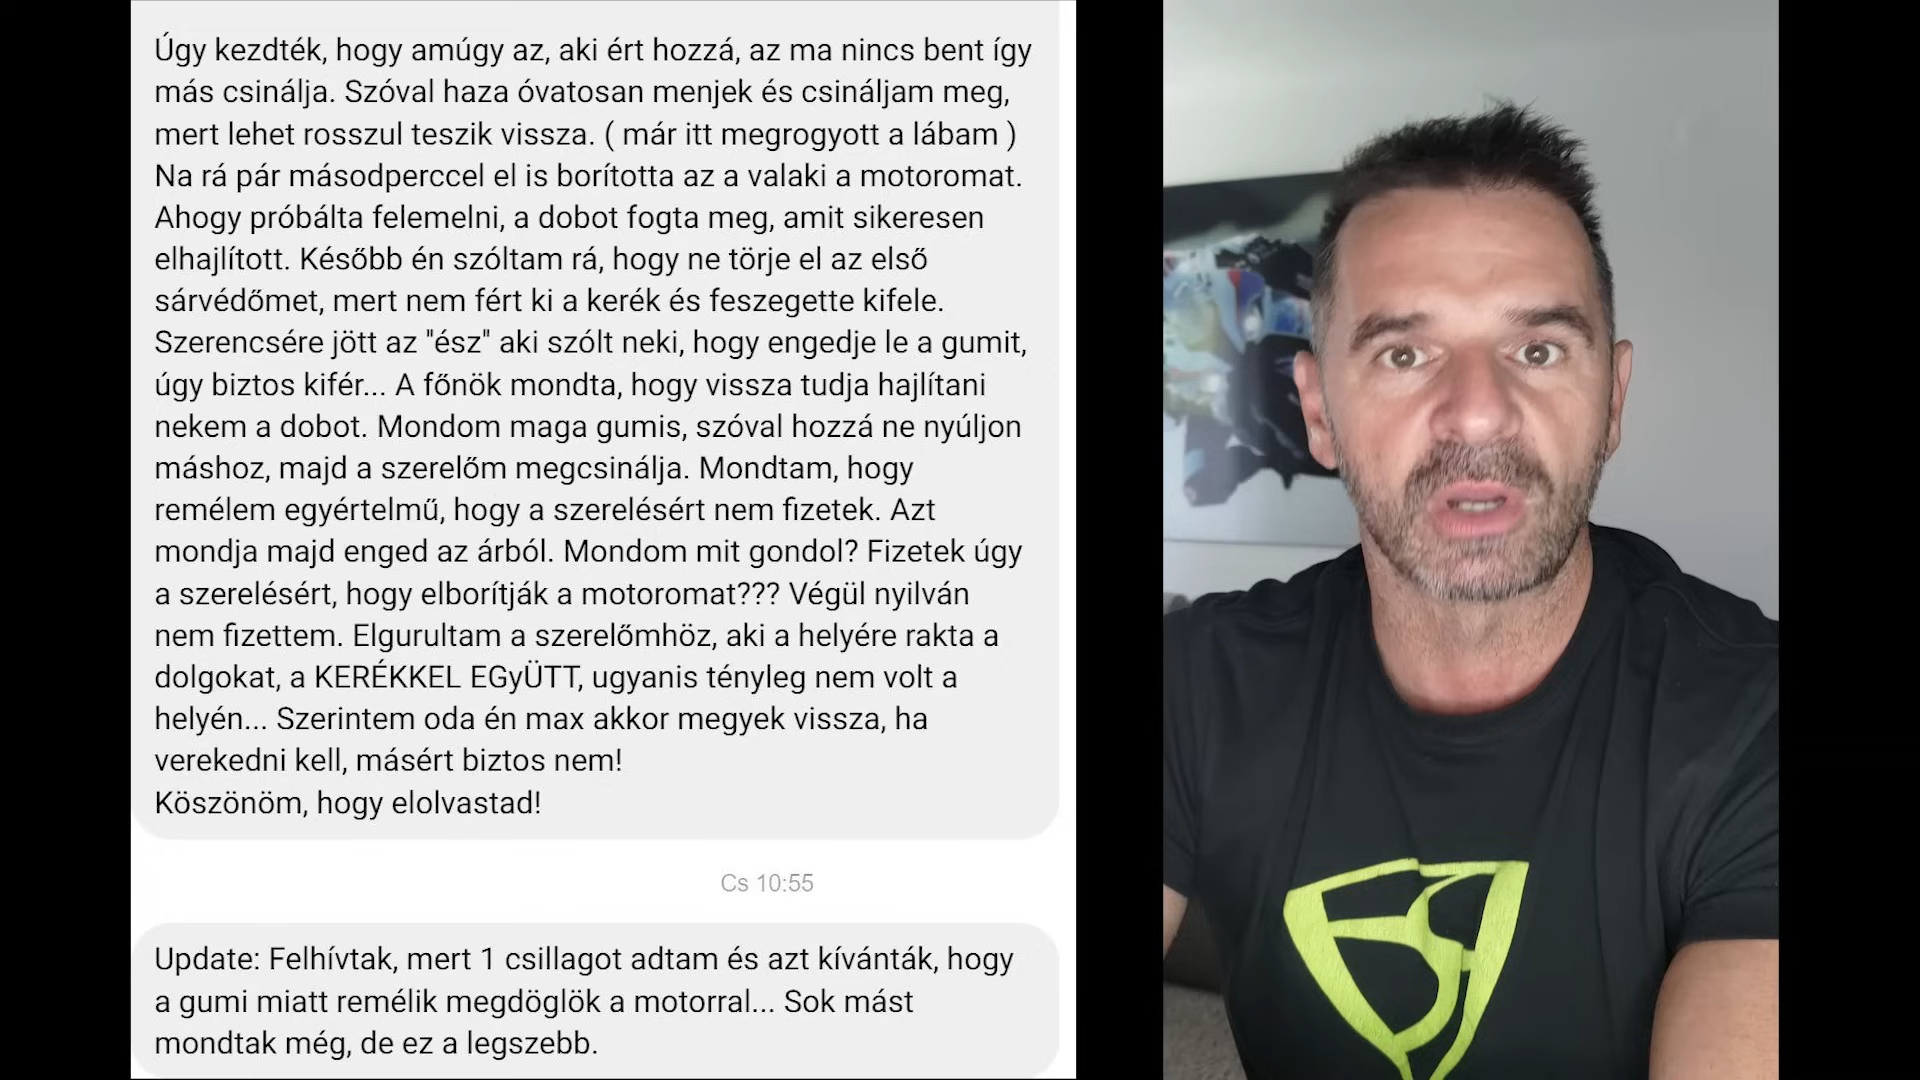 Úgy kezdték, hogy amúgy az, aki ért hozzá, az ma nincs bent így
más csinálja. Szóval haza óvatosan menjek és csináljam meg,
mert lehet rosszul teszik vissza. ( már itt megrogyott a lábam )
Na rá pár másodperccel el is borította az a valaki a motoromat.
Ahogy próbálta felemelni, a dobot fogta meg, amit sikeresen
elhajlított. Később én szóltam rá, hogy ne törje el az első
sárvédőmet, mert nem fért ki a kerék és feszegette kifele.
Szerencsére jött az "ész" aki szólt neki, hogy engedje le a gumit,
úgy biztos kifér... A főnök mondta, hogy vissza tudja hajlítani
nekem a dobot. Mondom maga gumis, szóval hozzá ne nyúljon
máshoz, majd a szerelőm megcsinálja. Mondtam, hogy
remélem egyértelmű, hogy a szerelésért nem fizetek. Azt
mondja majd enged az árból. Mondom mit gondol? Fizetek úgy
a szerelésért, hogy elborítják a motoromat??? Végül nyilván
nem fizettem. Elgurultam a szerelőmhöz, aki a helyére rakta a
dolgokat, a KERÉKKEL EGyÜTT, ugyanis tényleg nem volt a
helyén... Szerintem oda én max akkor megyek vissza, ha
verekedni kell, másért biztos nem!
Köszönöm, hogy elolvastad!
Cs 10:55
Update: Felhívtak, mert 1 csillagot adtam és azt kívánták, hogy
a gumi miatt remélik megdöglök a motorral... Sok mást
mondtak még, de ez a legszebb.